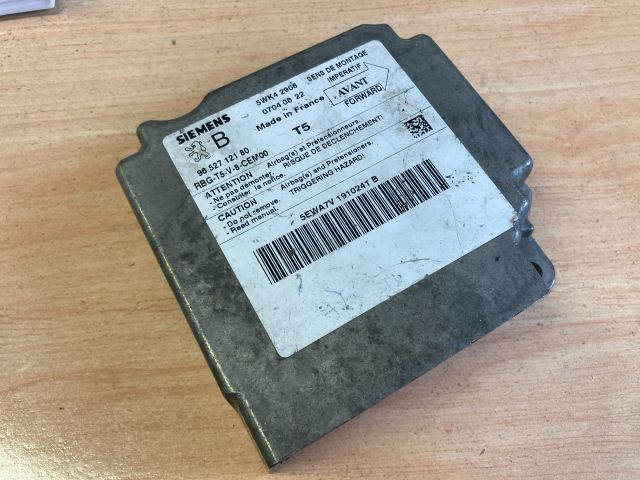 SIEMENS 5WK4 2908 SENS DE MONTAGE
IMPERATIF
B 0704 08 22 AVANT
Made in France FORWARD
96 527 121 80 T5
RBG-T5-V-8-CEM00
ATTENTION Airbag(s) et Prétensionneurs.
- Ne pas démonter. RISQUE DE DECLENCHEMENT!
- Consulter la notice.
CAUTION Airbag(s) and Pretensioners.
- Do not remove. TRIGGERING HAZARD!
- Read manual.
5EWA7V 1910241 B